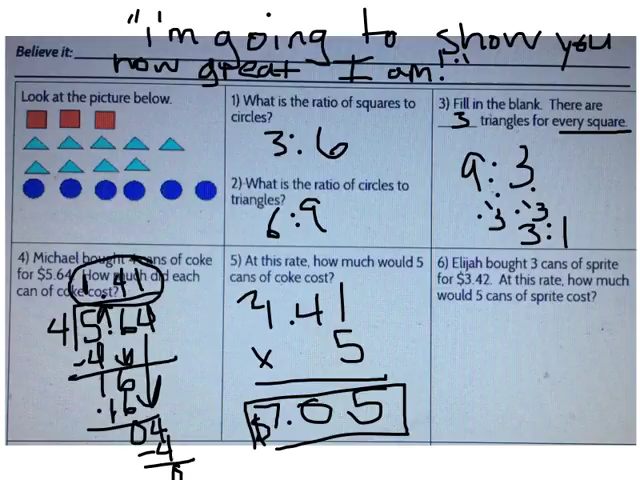 "I'm going to show you
Believe it:
how great I am!"
Look at the picture below.
1) What is the ratio of squares to
circles?
3:6
2) What is the ratio of circles to
triangles?
6:9
3) Fill in the blank. There are
3 triangles for every square.
9:3
÷3 ÷3
3:1
4) Michael bought 4 cans of coke
for $5.64. How much did each
can of coke cost?
1.41
4 5.64
-4
16
-16
04
-4
0
5) At this rate, how much would 5
cans of coke cost?
1.41
x 5
$7.05
6) Elijah bought 3 cans of sprite
for $3.42. At this rate, how much
would 5 cans of sprite cost?